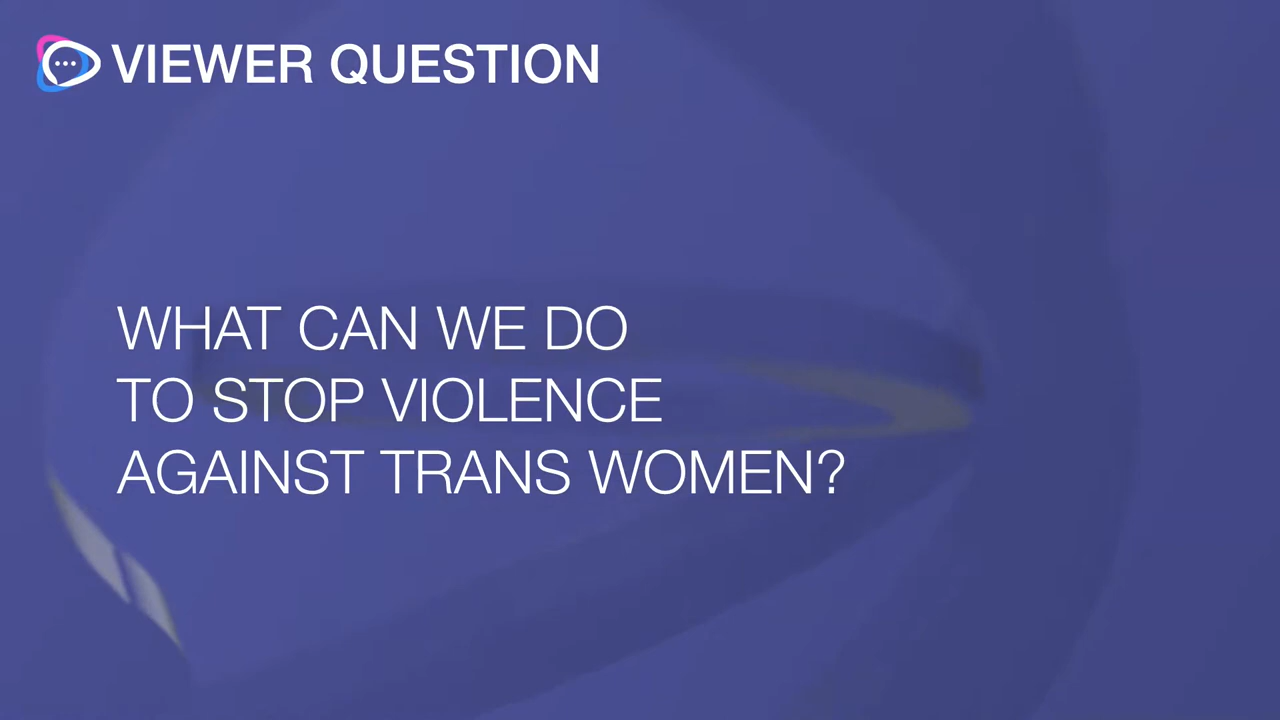 VIEWER QUESTION
WHAT CAN WE DO
TO STOP VIOLENCE
AGAINST TRANS WOMEN?